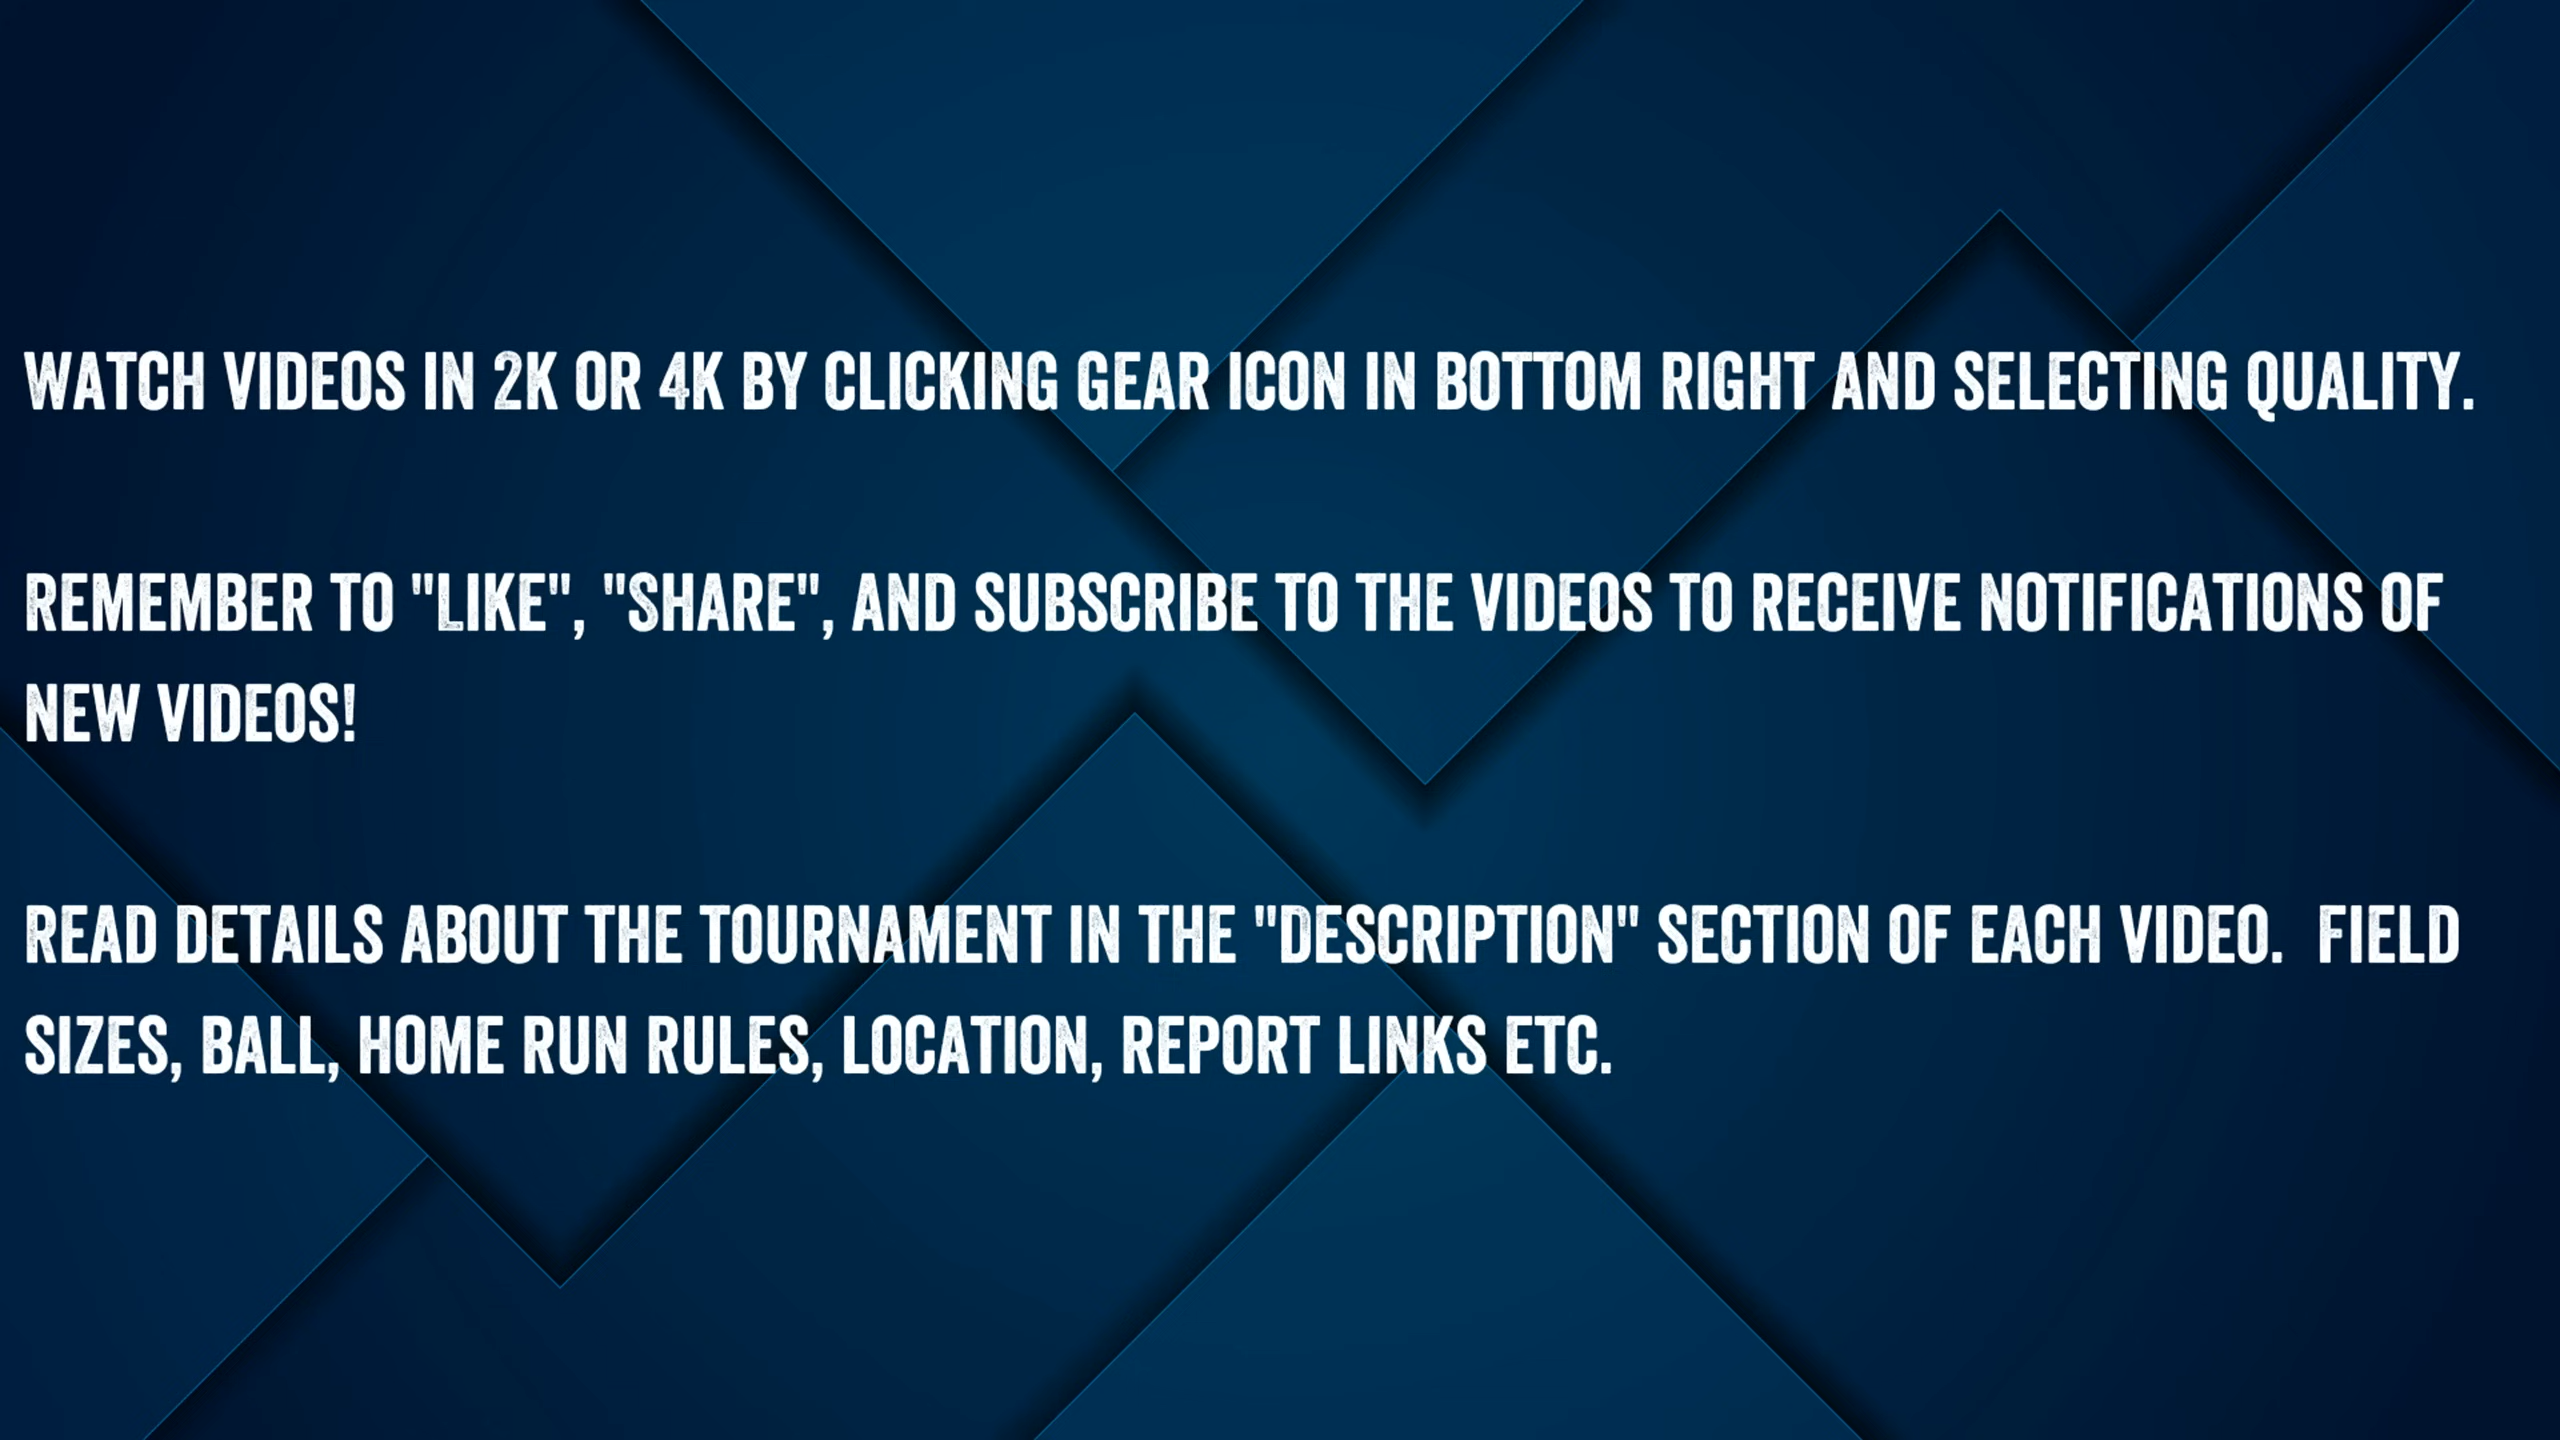 WATCH VIDEOS IN 2K OR 4K BY CLICKING GEAR ICON IN BOTTOM RIGHT AND SELECTING QUALITY.
REMEMBER TO "LIKE", "SHARE", AND SUBSCRIBE TO THE VIDEOS TO RECEIVE NOTIFICATIONS OF
NEW VIDEOS!
READ DETAILS ABOUT THE TOURNAMENT IN THE "DESCRIPTION" SECTION OF EACH VIDEO.  FIELD
SIZES, BALL, HOME RUN RULES, LOCATION, REPORT LINKS ETC.